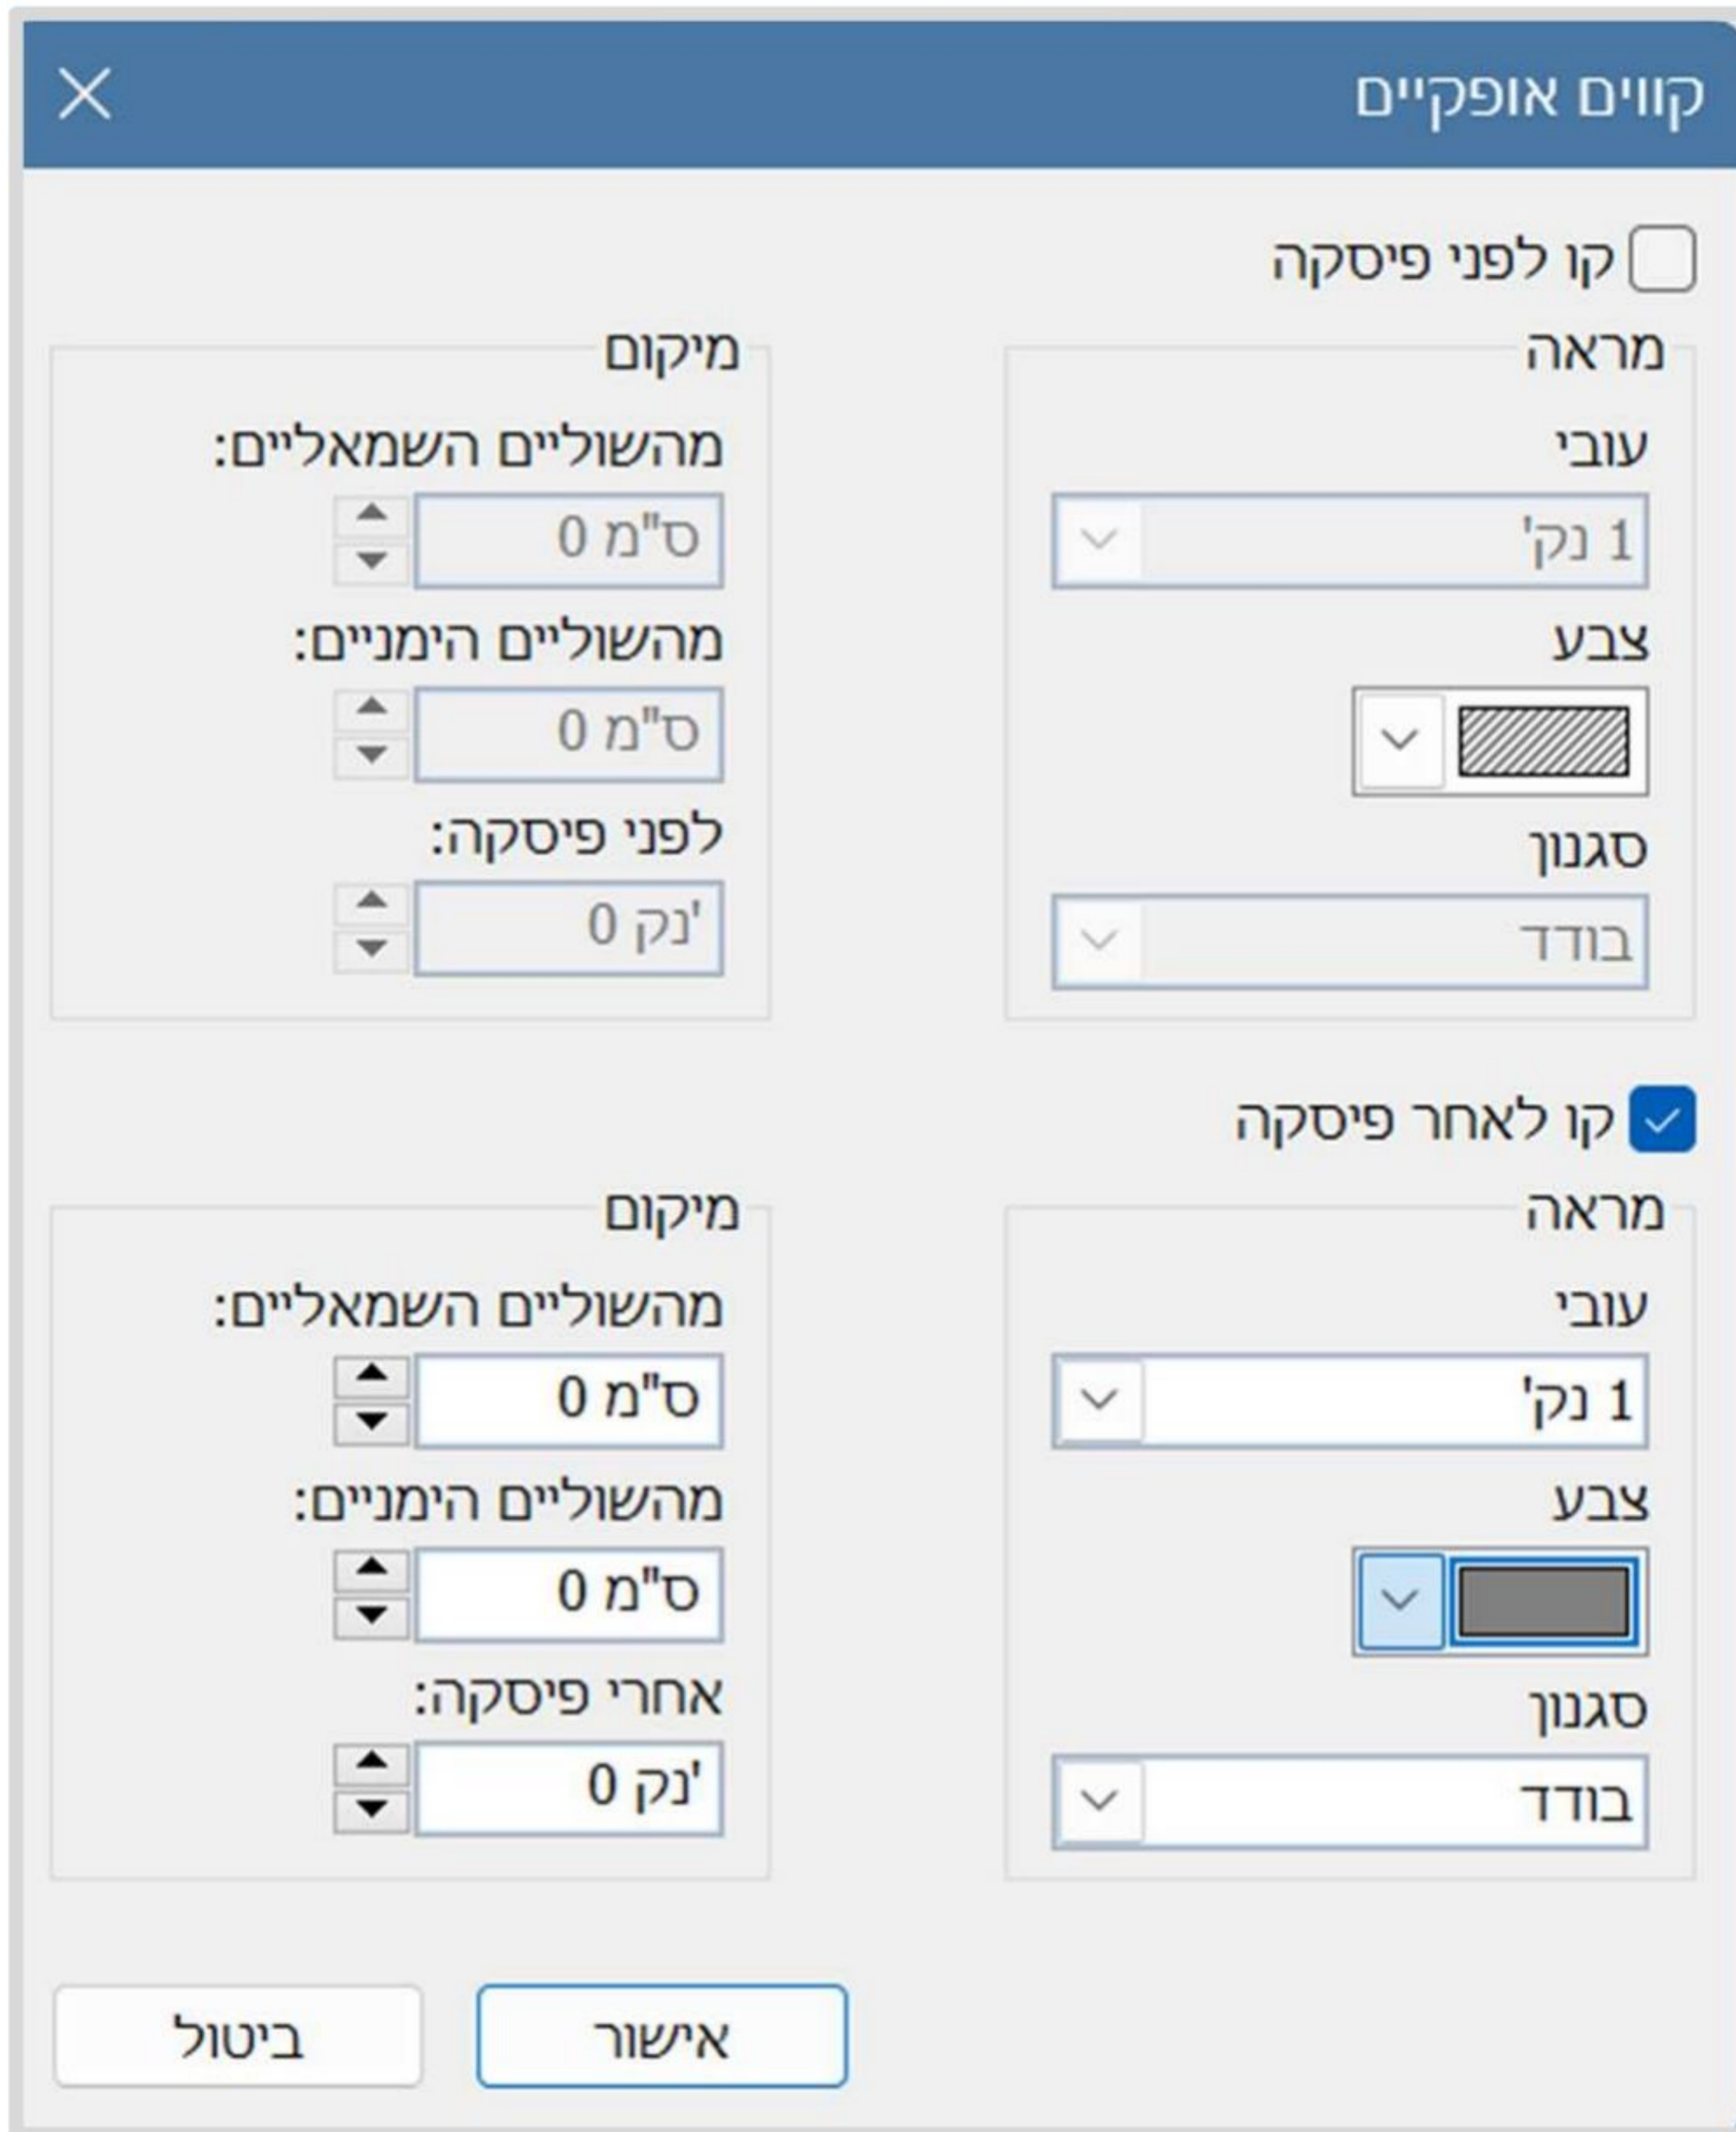 קווים אופקיים
קו לפני פיסקה
מראה
עובי
1 נק'
צבע
סגנון
בודד
מיקום
מהשוליים השמאליים:
ס"מ 0
מהשוליים הימניים:
ס"מ 0
לפני פיסקה:
'נק 0
קו לאחר פיסקה
מראה
עובי
1 נק'
צבע
סגנון
בודד
מיקום
מהשוליים השמאליים:
ס"מ 0
מהשוליים הימניים:
ס"מ 0
אחרי פיסקה:
'נק 0
אישור
ביטול